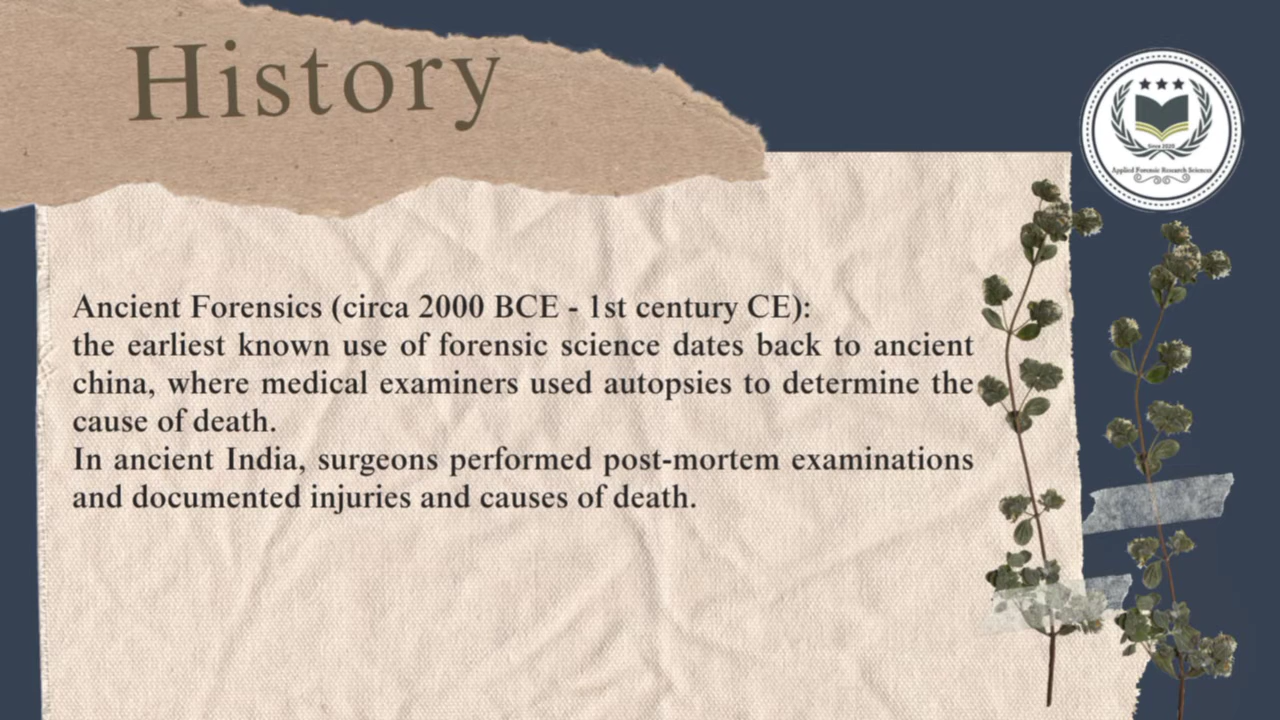 History
Since 2020
Applied Forensic Research Sciences
Ancient Forensics (circa 2000 BCE - 1st century CE):
the earliest known use of forensic science dates back to ancient
china, where medical examiners used autopsies to determine the
cause of death.
In ancient India, surgeons performed post-mortem examinations
and documented injuries and causes of death.